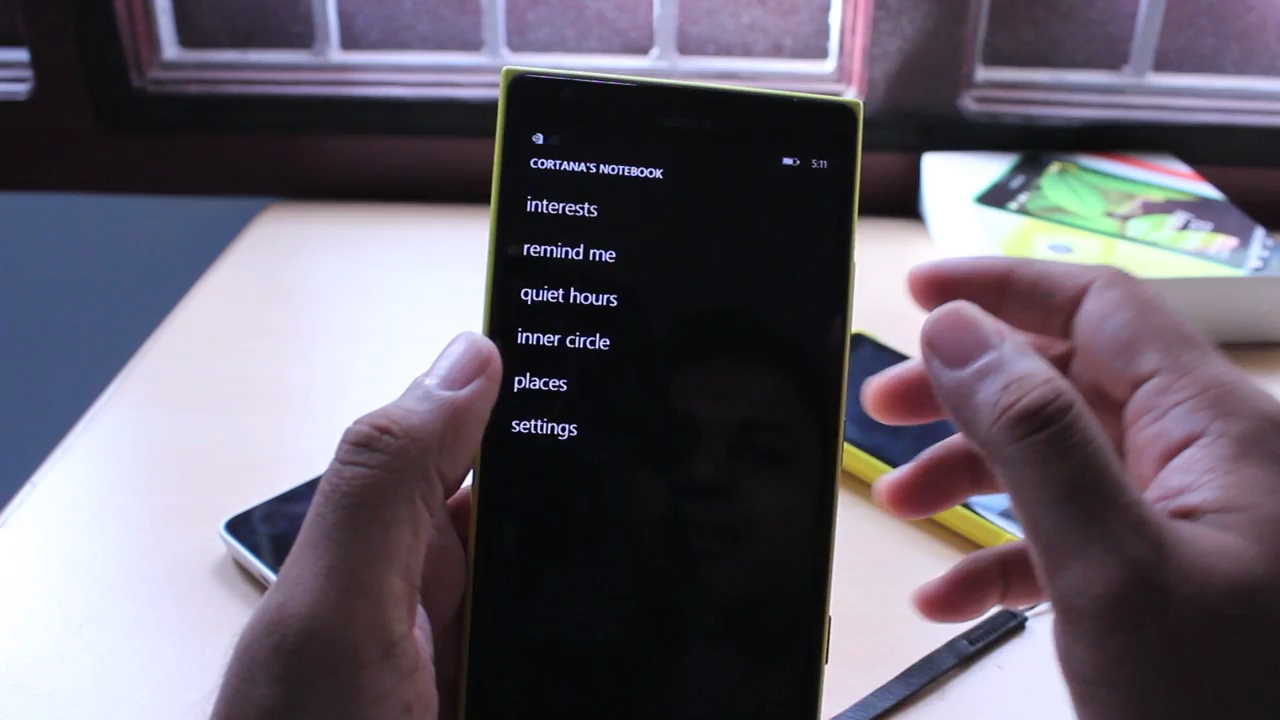 5:11
CORTANA'S NOTEBOOK
interests
remind me
quiet hours
inner circle
places
settings